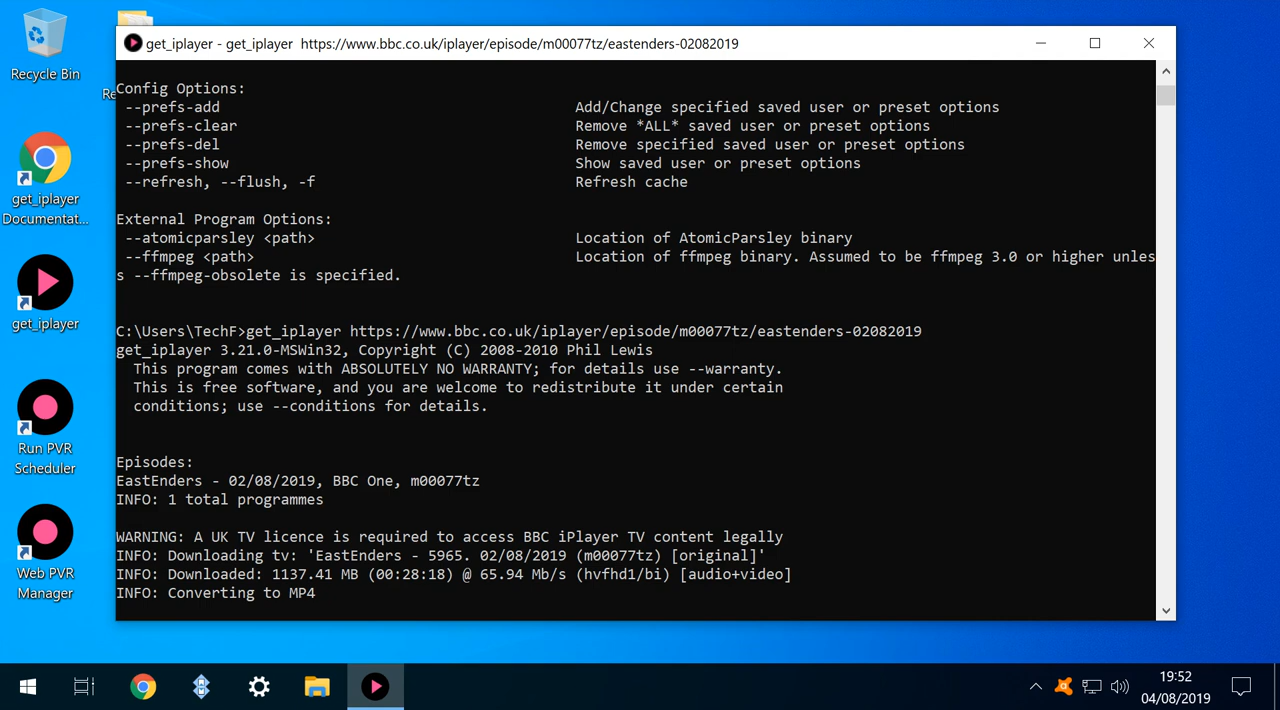 Recycle Bin
Re
get_iplayer
Documentat...
get_iplayer
Run PVR
Scheduler
Web PVR
Manager
get_iplayer - get_iplayer  https://www.bbc.co.uk/iplayer/episode/m00077tz/eastenders-02082019
Config Options:
--prefs-add Add/Change specified saved user or preset options
--prefs-clear Remove *ALL* saved user or preset options
--prefs-del Remove specified saved user or preset options
--prefs-show Show saved user or preset options
--refresh, --flush, -f Refresh cache
External Program Options:
--atomicparsley <path> Location of AtomicParsley binary
--ffmpeg <path> Location of ffmpeg binary. Assumed to be ffmpeg 3.0 or higher unles
s --ffmpeg-obsolete is specified.
C:\Users\TechF>get_iplayer https://www.bbc.co.uk/iplayer/episode/m00077tz/eastenders-02082019
get_iplayer 3.21.0-MSWin32, Copyright (C) 2008-2010 Phil Lewis
This program comes with ABSOLUTELY NO WARRANTY; for details use --warranty.
This is free software, and you are welcome to redistribute it under certain
conditions; use --conditions for details.
Episodes:
EastEnders - 02/08/2019, BBC One, m00077tz
INFO: 1 total programmes
WARNING: A UK TV licence is required to access BBC iPlayer TV content legally
INFO: Downloading tv: 'EastEnders - 5965. 02/08/2019 (m00077tz) [original]'
INFO: Downloaded: 1137.41 MB (00:28:18) @ 65.94 Mb/s (hvfhd1/bi) [audio+video]
INFO: Converting to MP4
19:52
04/08/2019